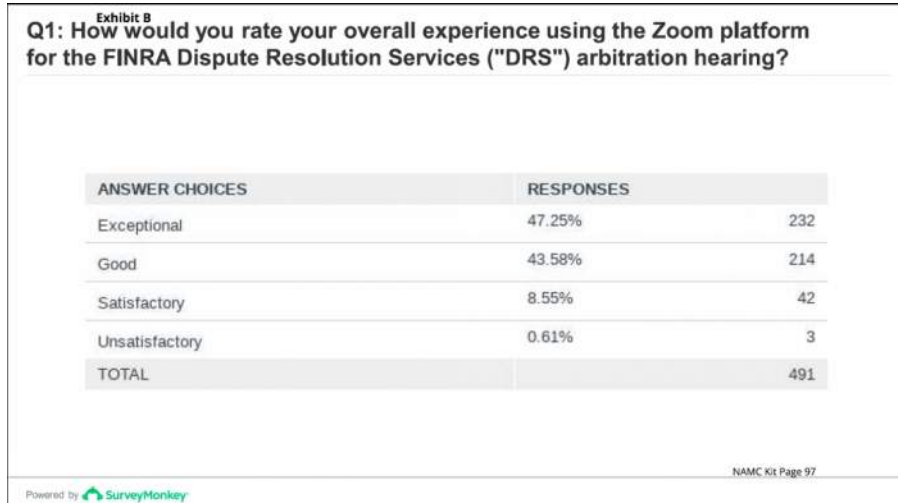 Exhibit B
Q1: How would you rate your overall experience using the Zoom platform
for the FINRA Dispute Resolution Services ("DRS") arbitration hearing?
ANSWER CHOICES RESPONSES
Exceptional 47.25% 232
Good 43.58% 214
Satisfactory 8.55% 42
Unsatisfactory 0.61% 3
TOTAL 491
NAMC Kit Page 97
Powered by SurveyMonkey